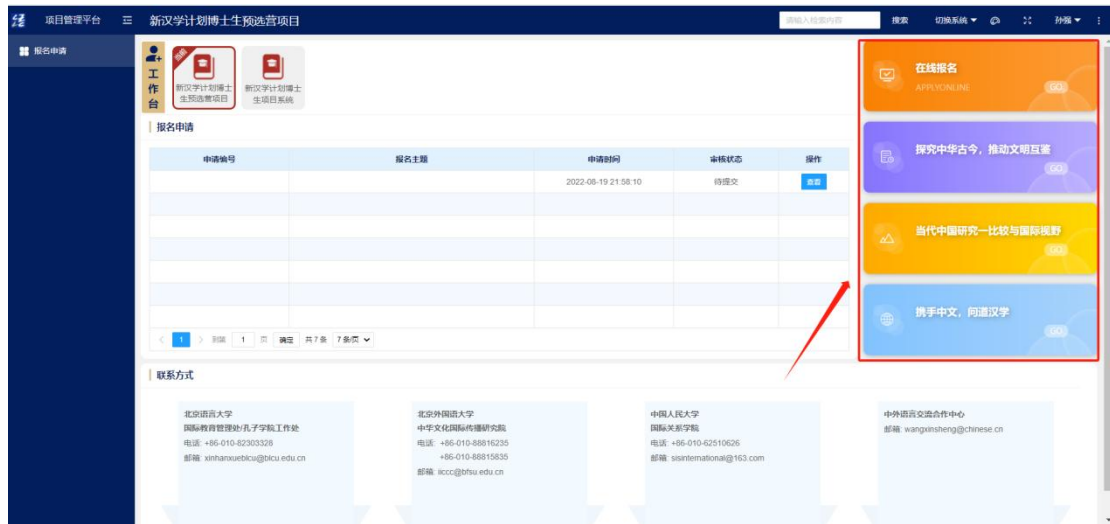 项目管理平台
新汉学计划博士生预选营项目
请输入检索内容
搜索
切换系统
孙强
报名申请
工作台
当前
新汉学计划博士
生预选营项目
新汉学计划博士
生项目系统
报名申请
申请编号 报名主题 申请时间 审核状态 操作
2022-08-19 21:58:10 待提交 查看
1 到第 1 页 确定 共7条 7条/页
在线报名
APPLYONLINE
GO
探究中华古今，推动文明互鉴
GO
当代中国研究一比较与国际视野
GO
携手中文，问道汉学
GO
联系方式
北京语言大学
国际教育管理处/孔子学院工作处
电话: +86-010-82303328
邮箱: xinhanxueblcu@blcu.edu.cn
北京外国语大学
中华文化国际传播研究院
电话: +86-010-88816235
+86-010-88815835
邮箱: iiccc@bfsu.edu.cn
中国人民大学
国际关系学院
电话: +86-010-62510626
邮箱: sisinternational@163.com
中外语言交流合作中心
邮箱: wangxinsheng@chinese.cn